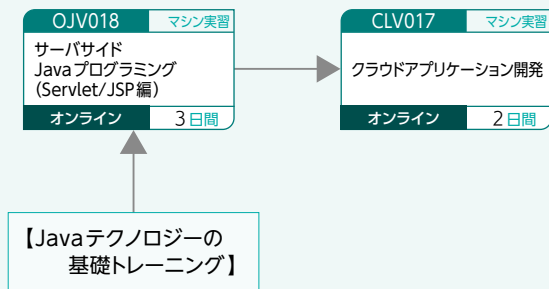 OJV018 マシン実習
サーバサイド
Javaプログラミング
（Servlet/JSP編）
オンライン 3日間
CLV017 マシン実習
クラウドアプリケーション開発
オンライン 2日間
【Javaテクノロジーの
基礎トレーニング】